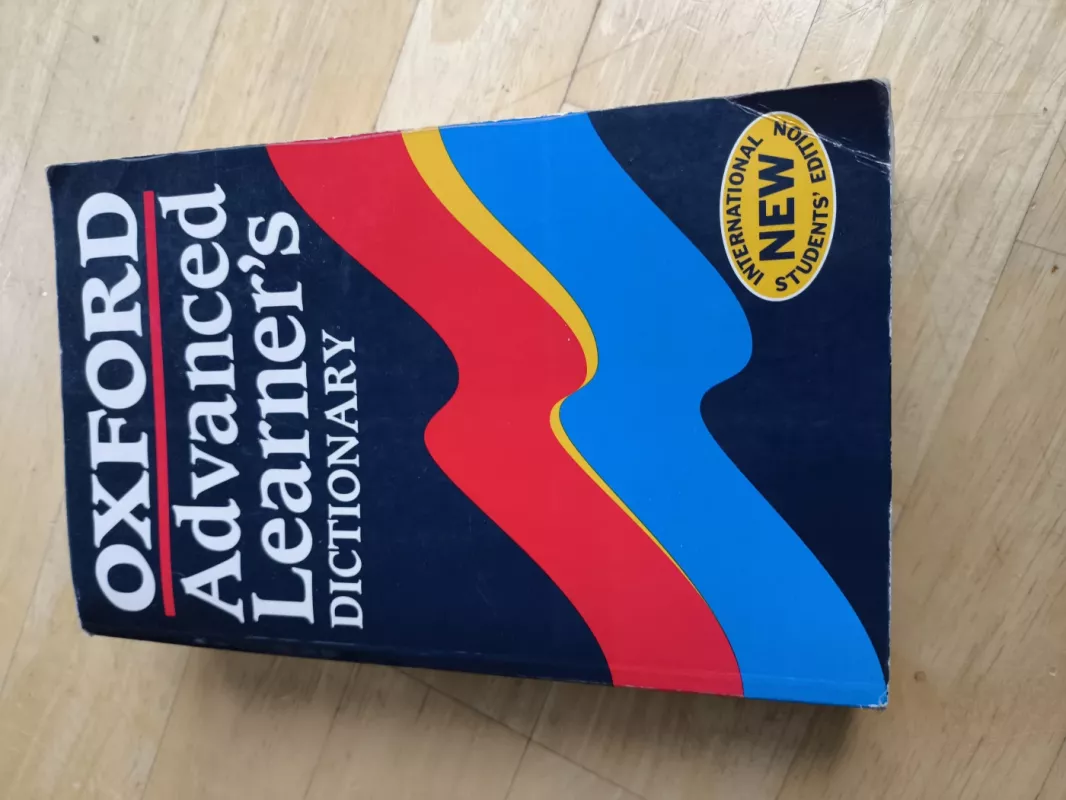 OXFORD
Advanced
Learner's
DICTIONARY
INTERNATIONAL
NEW
STUDENTS' EDITION